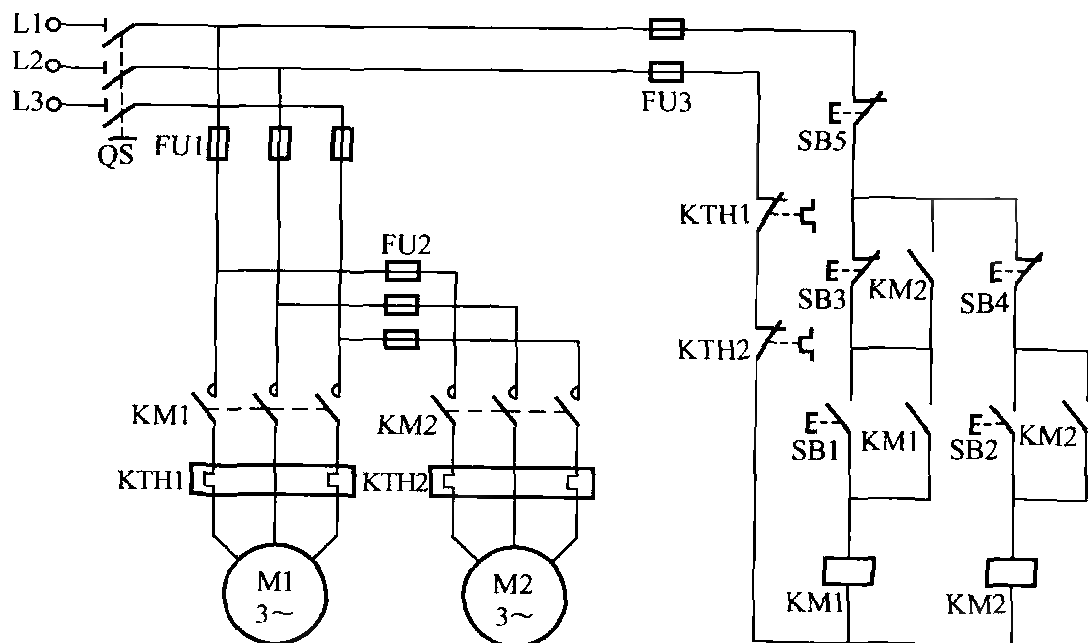 L1
L2
L3
QS
FU1
FU3
SB5
KTH1
FU2
SB3
KM2
SB4
KTH2
KM1
KM2
SB1
KM1
SB2
KM2
KTH1
KTH2
M1
3~
M2
3~
KM1
KM2